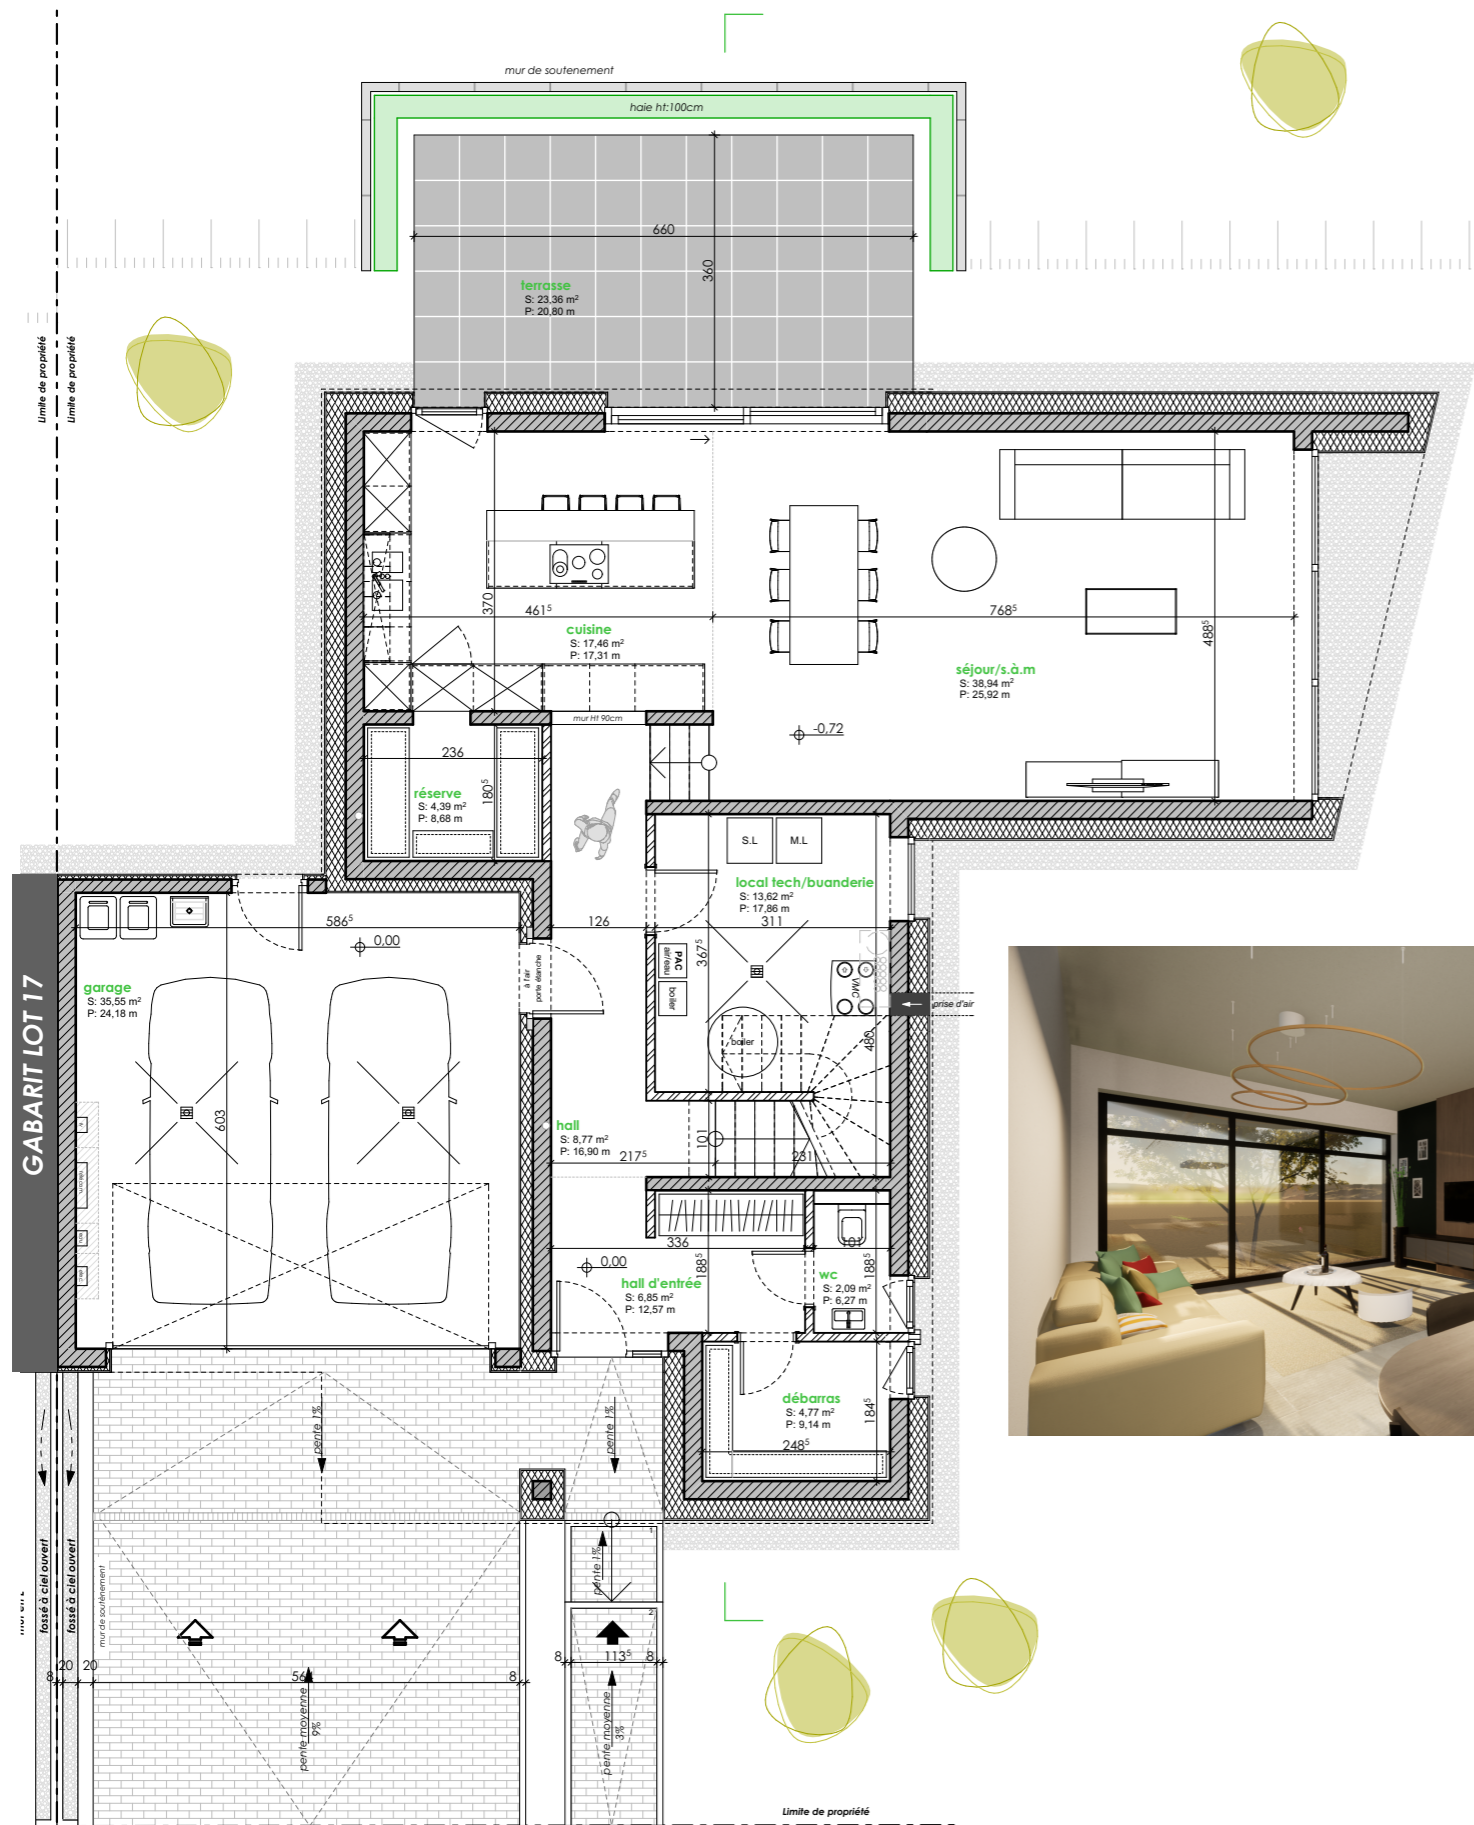 mur de soutenement
haie ht:100cm
660
360
terrasse
S: 23,36 m²
P: 20,80 m
Limite de propriété
Limite de propriété
370
461⁵
768⁵
488⁵
cuisine
S: 17,46 m²
P: 17,31 m
séjour/s.à.m
S: 38,94 m²
P: 25,92 m
mur Ht 90cm
-0,72
236
180⁵
réserve
S: 4,39 m²
P: 8,68 m
S.L
M.L
local tech/buanderie
S: 13,62 m²
P: 17,86 m
586⁵
126
311
0,00
367⁵
PAC
air/eau
boiler
à l'air
porte étanche
VMC
prise d'air
garage
S: 35,55 m²
P: 24,18 m
GABARIT LOT 17
boiler
480
603
hall
S: 8,77 m²
P: 16,90 m
101
217⁵
231
télécom.
336
101
0,00
188⁵
188⁵
hall d'entrée
S: 6,85 m²
P: 12,57 m
wc
S: 2,09 m²
P: 6,27 m
débarras
S: 4,77 m²
P: 9,14 m
184⁵
248⁵
pente 1%
pente 1%
fossé à ciel ouvert
fossé à ciel ouvert
mur de soutènement
pente 1%
1
2
8
20
20
8
8
113⁵
8
pente moyenne
9%
pente moyenne
3%
Limite de propriété